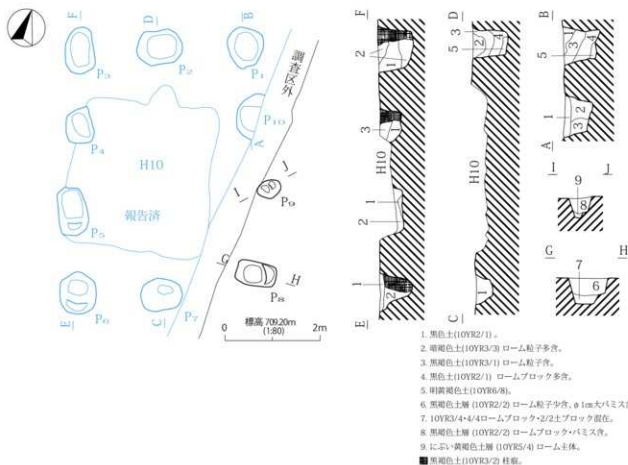 F
D
B
P3
P2
P1
調査区外
P10
A
P4
H10
J
I
P9
報告済
P5
G
H
P8
E
P6
C
P7
標高 709.20m
(1:80)
0
2m
F
D
B
2
1
3
5
2
4
3
4
5
1
2
3
A
3
1
H10
H10
I
J
9
8
1
2
G
H
7
6
1
2
1
E
C
1. 黒色土(10YR2/1) 。
2. 暗褐色土(10YR3/3) ローム粒子多含。
3. 黒褐色土(10YR3/1) ローム粒子含。
4. 黒色土(10YR2/1) ロームブロック多含。
5. 明黄褐色土(10YR6/8)。
6. 黒褐色土層 (10YR2/2) ローム粒子少含、φ1㎝大パミス含
7. 10YR3/4・4/4ロームブロック・2/2土ブロック混在。
8. 黒褐色土層 (10YR2/2) ロームブロック・パミス含。
9. にぶい黄褐色土層 (10YR5/4) ローム主体。
黒褐色土(10YR3/2) 柱痕。